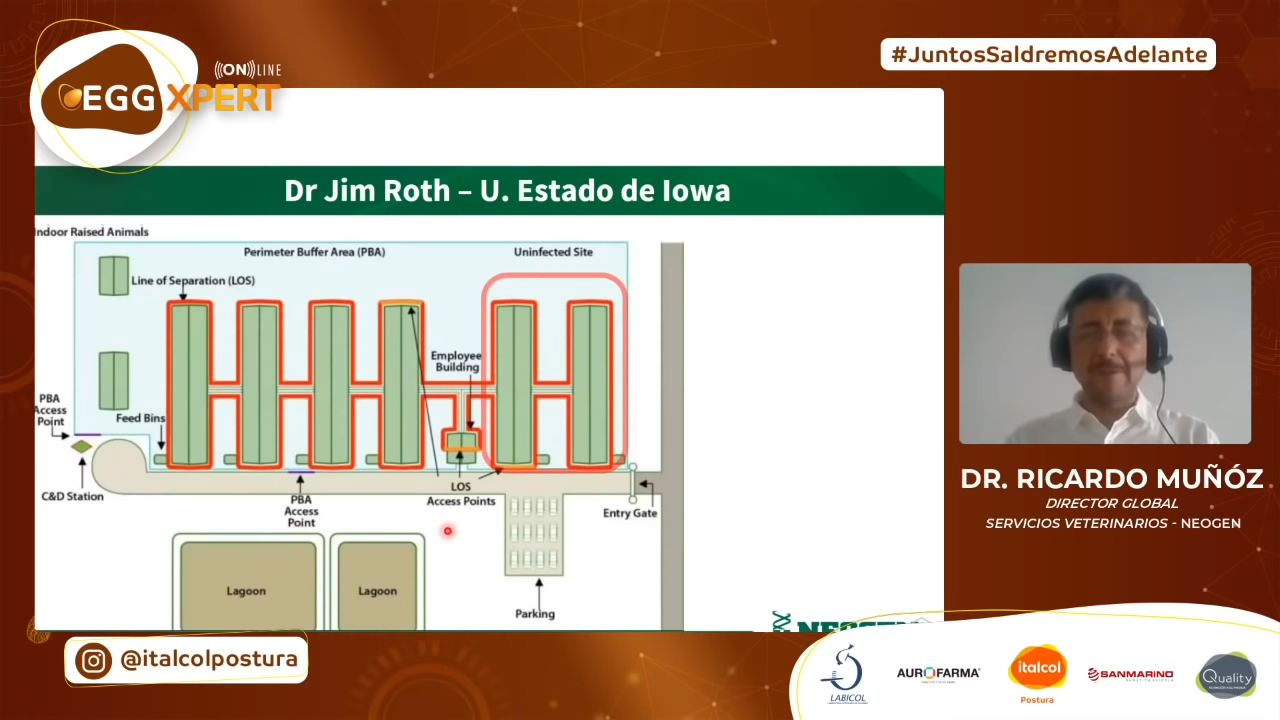 ((ON)) LINE
EGG XPERT
#JuntosSaldremosAdelante
Dr Jim Roth – U. Estado de Iowa
Indoor Raised Animals
Perimeter Buffer Area (PBA)
Uninfected Site
Line of Separation (LOS)
Employee
Building
PBA
Access
Point
Feed Bins
C&D Station
PBA
Access
Point
LOS
Access Points
Entry Gate
Lagoon
Lagoon
Parking
NEOGEN
DR. RICARDO MUÑÓZ
DIRECTOR GLOBAL
SERVICIOS VETERINARIOS - NEOGEN
@italcolpostura
LABICOL
AUROFARMA
italcol
Postura
SANMARINO
Quality